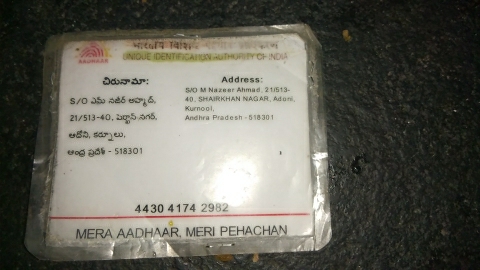 AADHAAR
UNIQUE IDENTIFICATION AUTHORITY OF INDIA
చిరునామా:
S/O ఎమ్ నజీర్ అహ్మద్,
21/513-40, షైర్ఖాన్ నగర్,
ఆదోని, కర్నూలు,
ఆంధ్ర ప్రదేశ్ - 518301
Address:
S/O M Nazeer Ahmad, 21/513-
40, SHAIRKHAN NAGAR, Adoni,
Kurnool,
Andhra Pradesh - 518301
4430 4174 2982
MERA AADHAAR, MERI PEHACHAN